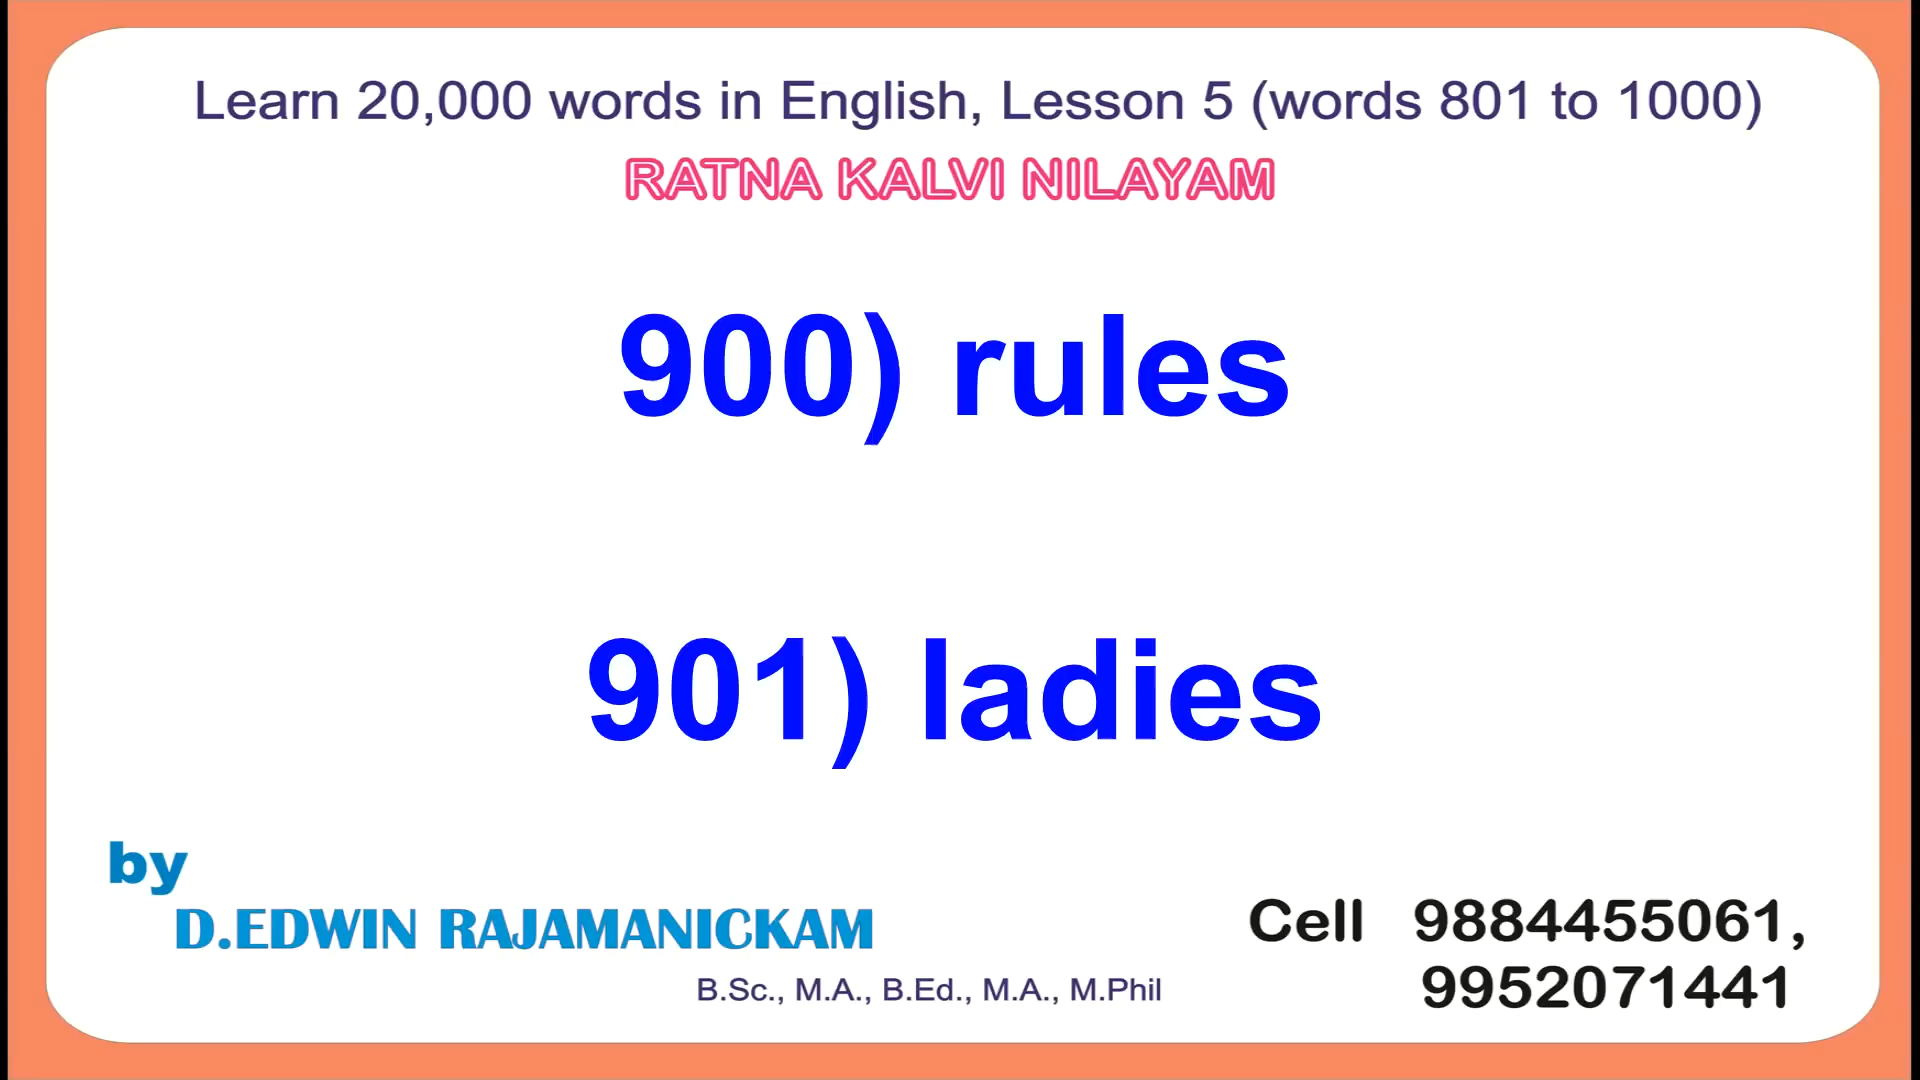 Learn 20,000 words in English, Lesson 5 (words 801 to 1000)
RATNA KALVI NILAYAM
900) rules
901) ladies
by
D.EDWIN RAJAMANICKAM
B.Sc., M.A., B.Ed., M.A., M.Phil
Cell 9884455061,
9952071441